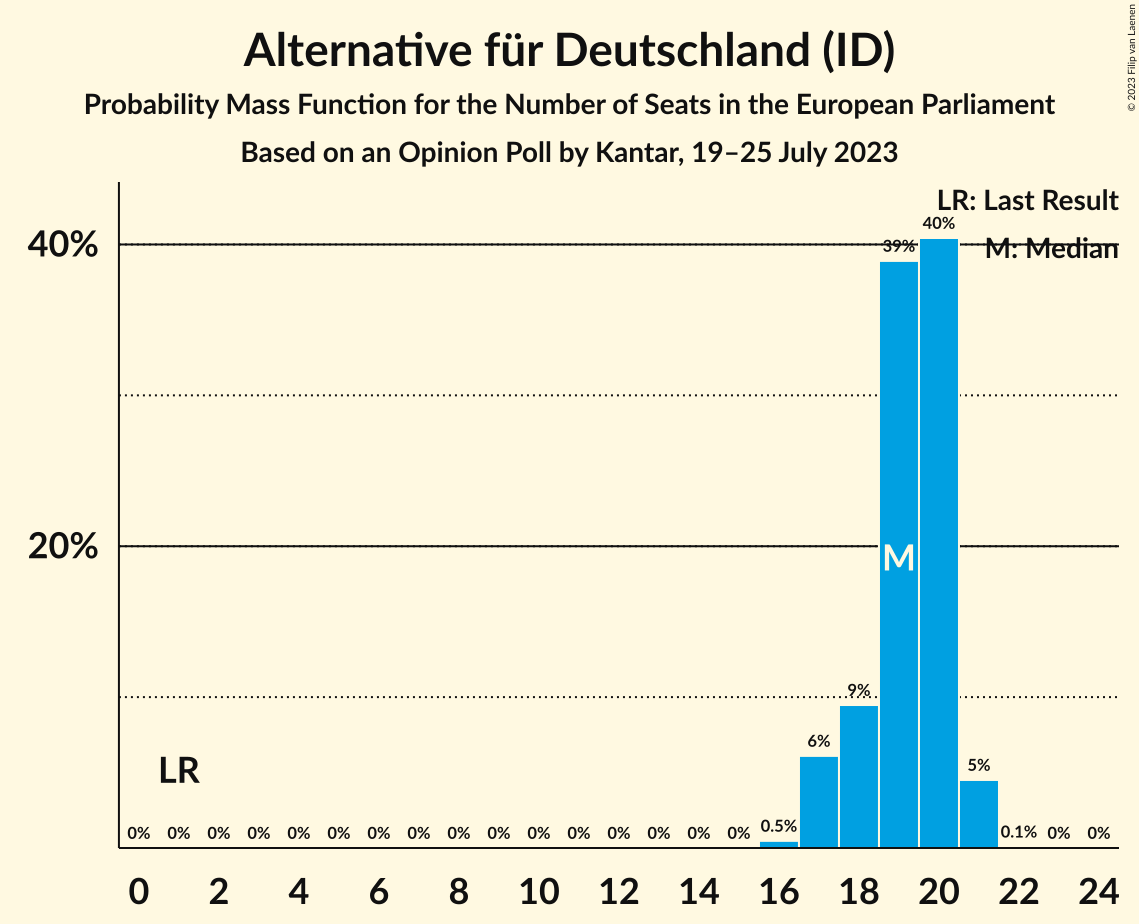 Alternative für Deutschland (ID)
Probability Mass Function for the Number of Seats in the European Parliament
Based on an Opinion Poll by Kantar, 19–25 July 2023
© 2023 Filip van Laenen
LR: Last Result
M: Median
40%
20%
40%
39%
M
9%
6%
5%
LR
0% 0% 0% 0% 0% 0% 0% 0% 0% 0% 0% 0% 0% 0% 0% 0% 0.5% 0.1% 0% 0%
0 2 4 6 8 10 12 14 16 18 20 22 24